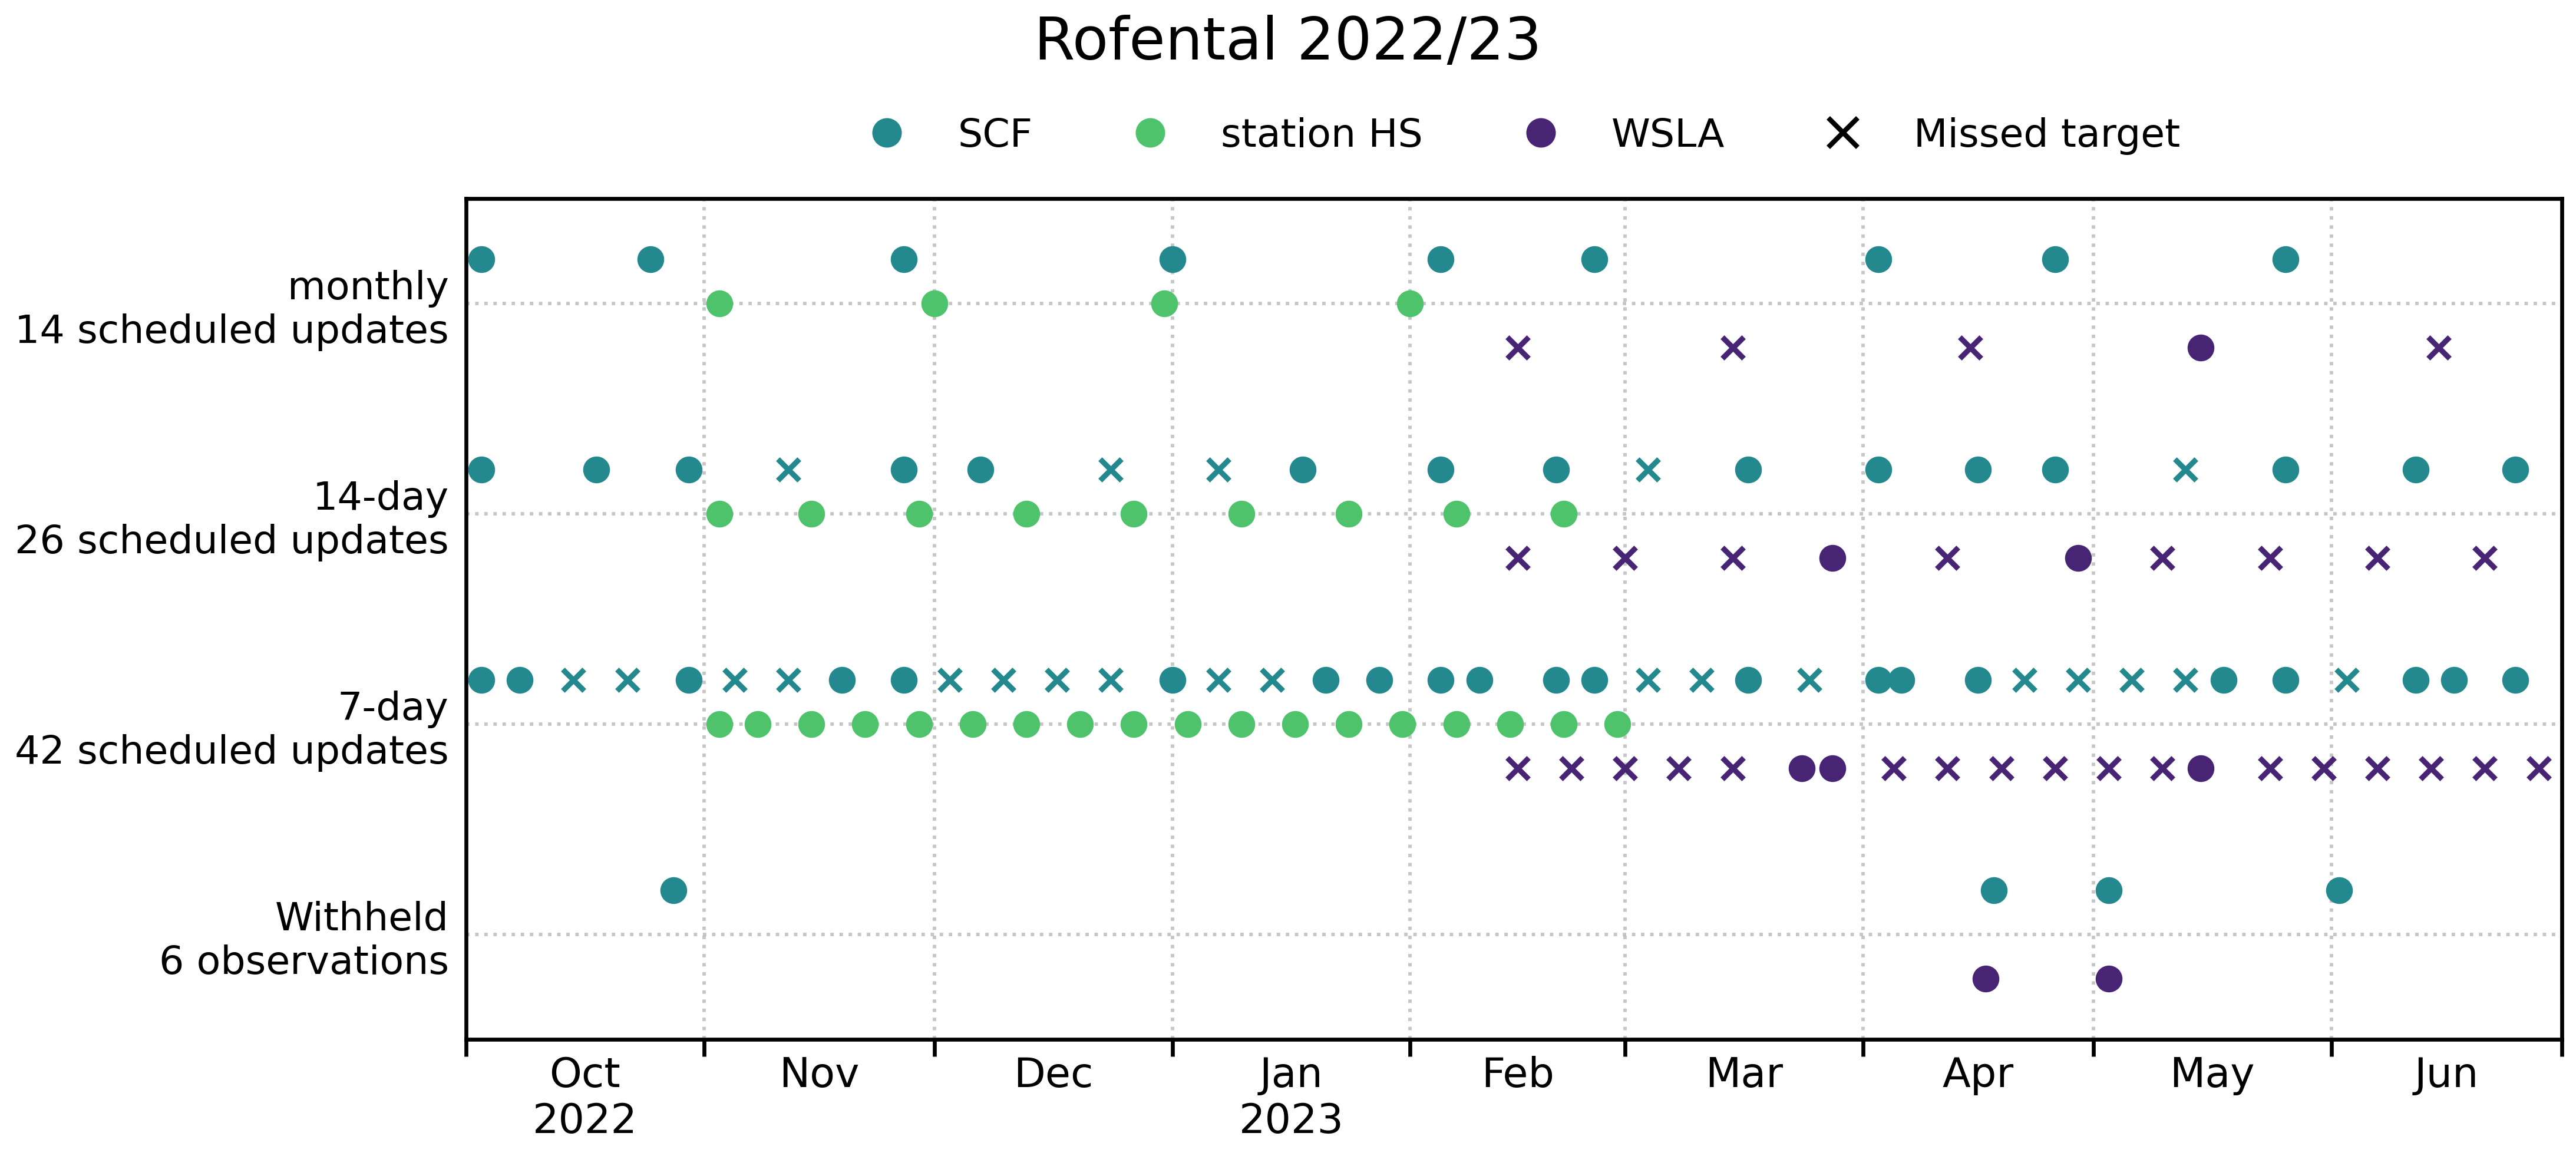 Rofental 2022/23
SCF
station HS
WSLA
Missed target
monthly
14 scheduled updates
14-day
26 scheduled updates
7-day
42 scheduled updates
Withheld
6 observations
Oct
2022
Nov
Dec
Jan
2023
Feb
Mar
Apr
May
Jun